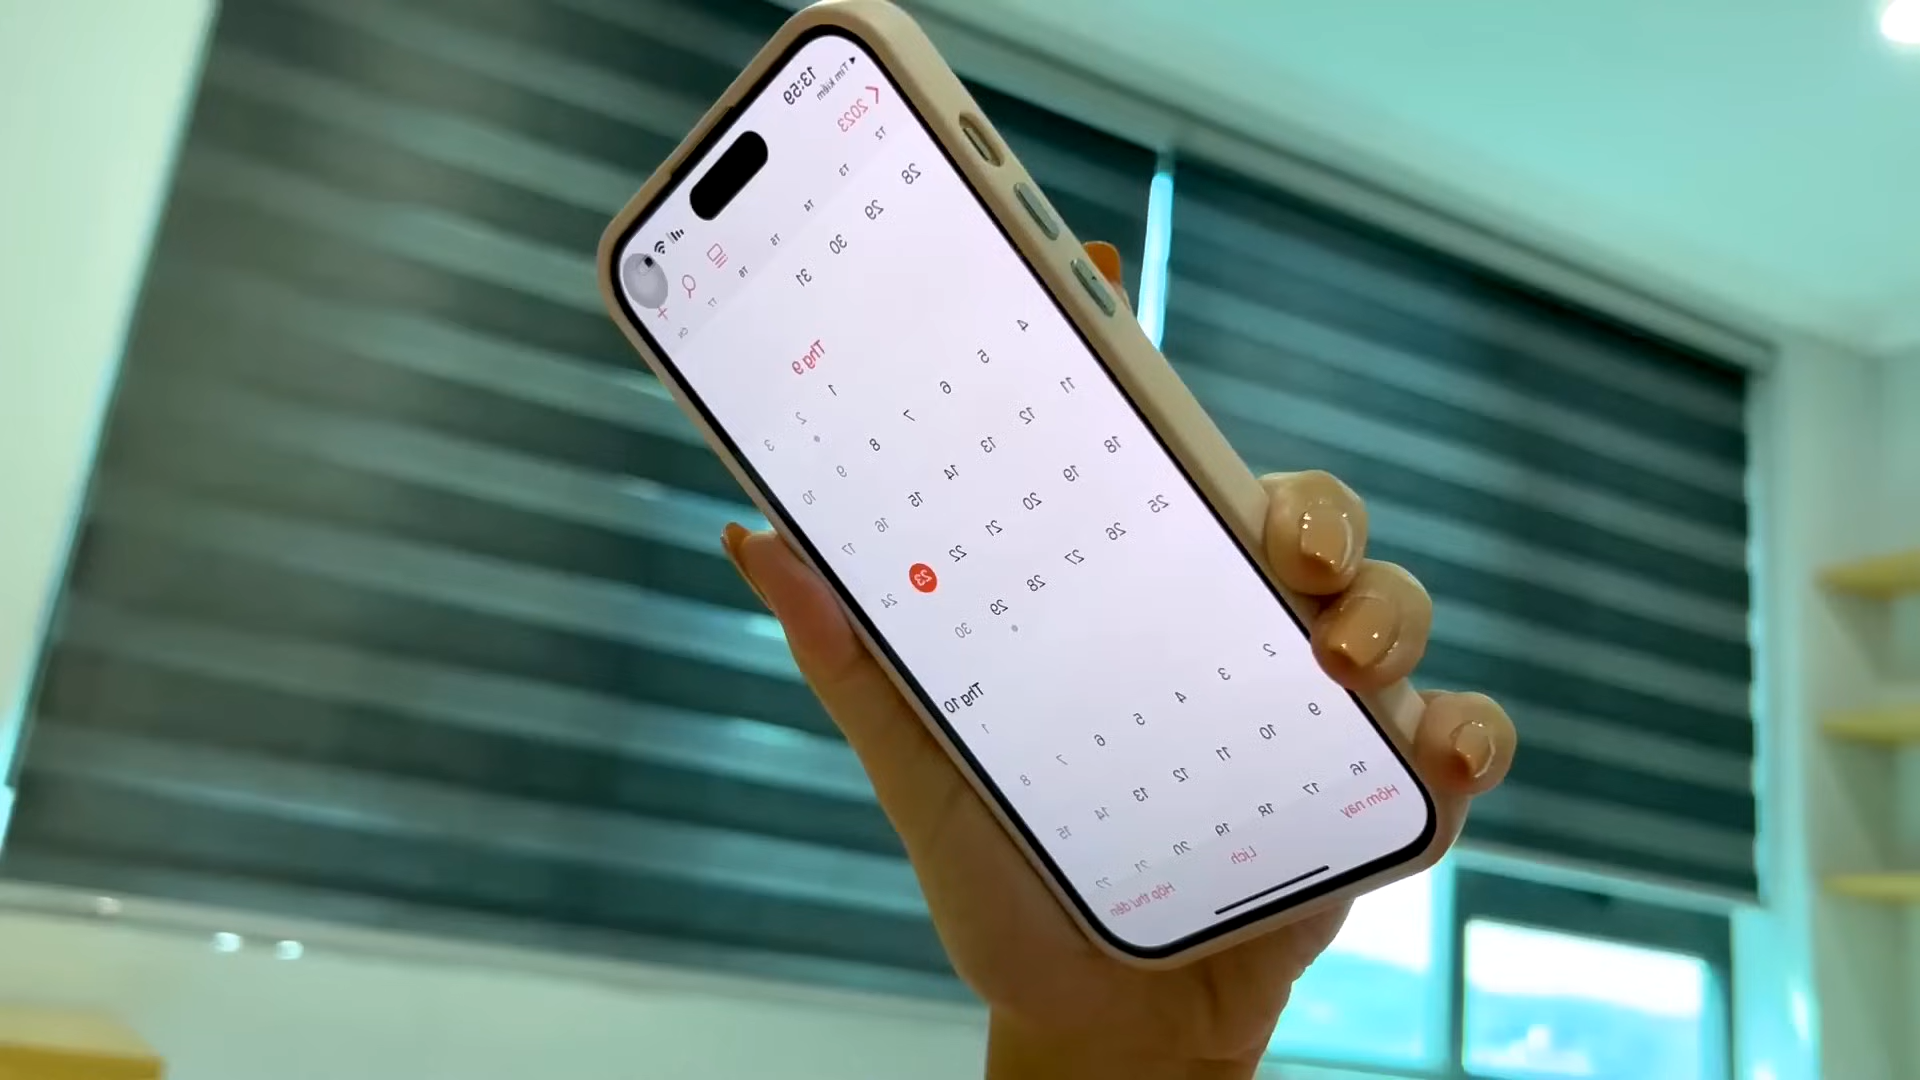 13:59
◀ Tìm kiếm
2023
T2 T3 T4 T5 T6 T7 CN
28 29 30 31
Thg 9
1 2 3
4 5 6 7 8 9 10
11 12 13 14 15 16 17
18 19 20 21 22 23 24
25 26 27 28 29 30
Thg 10
1
2 3 4 5 6 7 8
9 10 11 12 13 14 15
16 17 18 19 20 21 22
Hôm nay Lịch Hộp thư đến